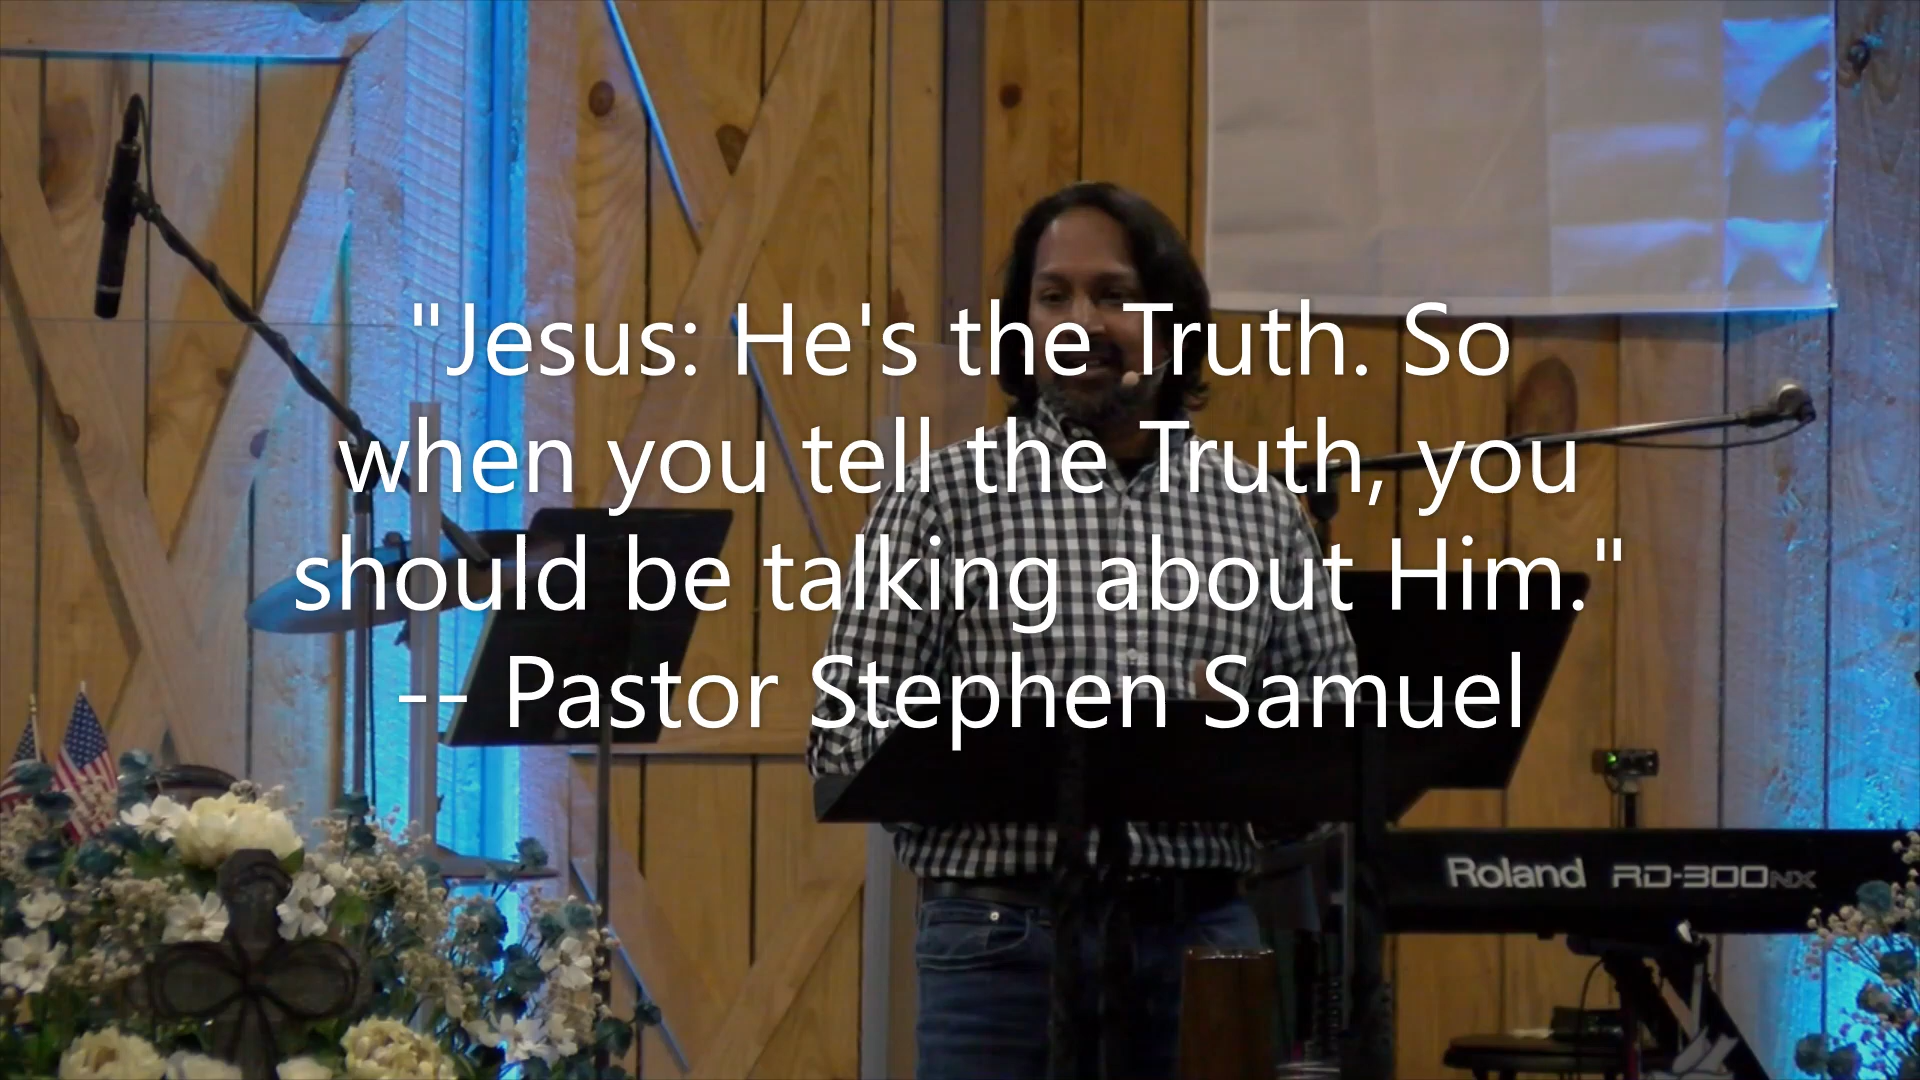 "Jesus: He's the Truth. So
when you tell the Truth, you
should be talking about Him."
-- Pastor Stephen Samuel
Roland RD-300NX